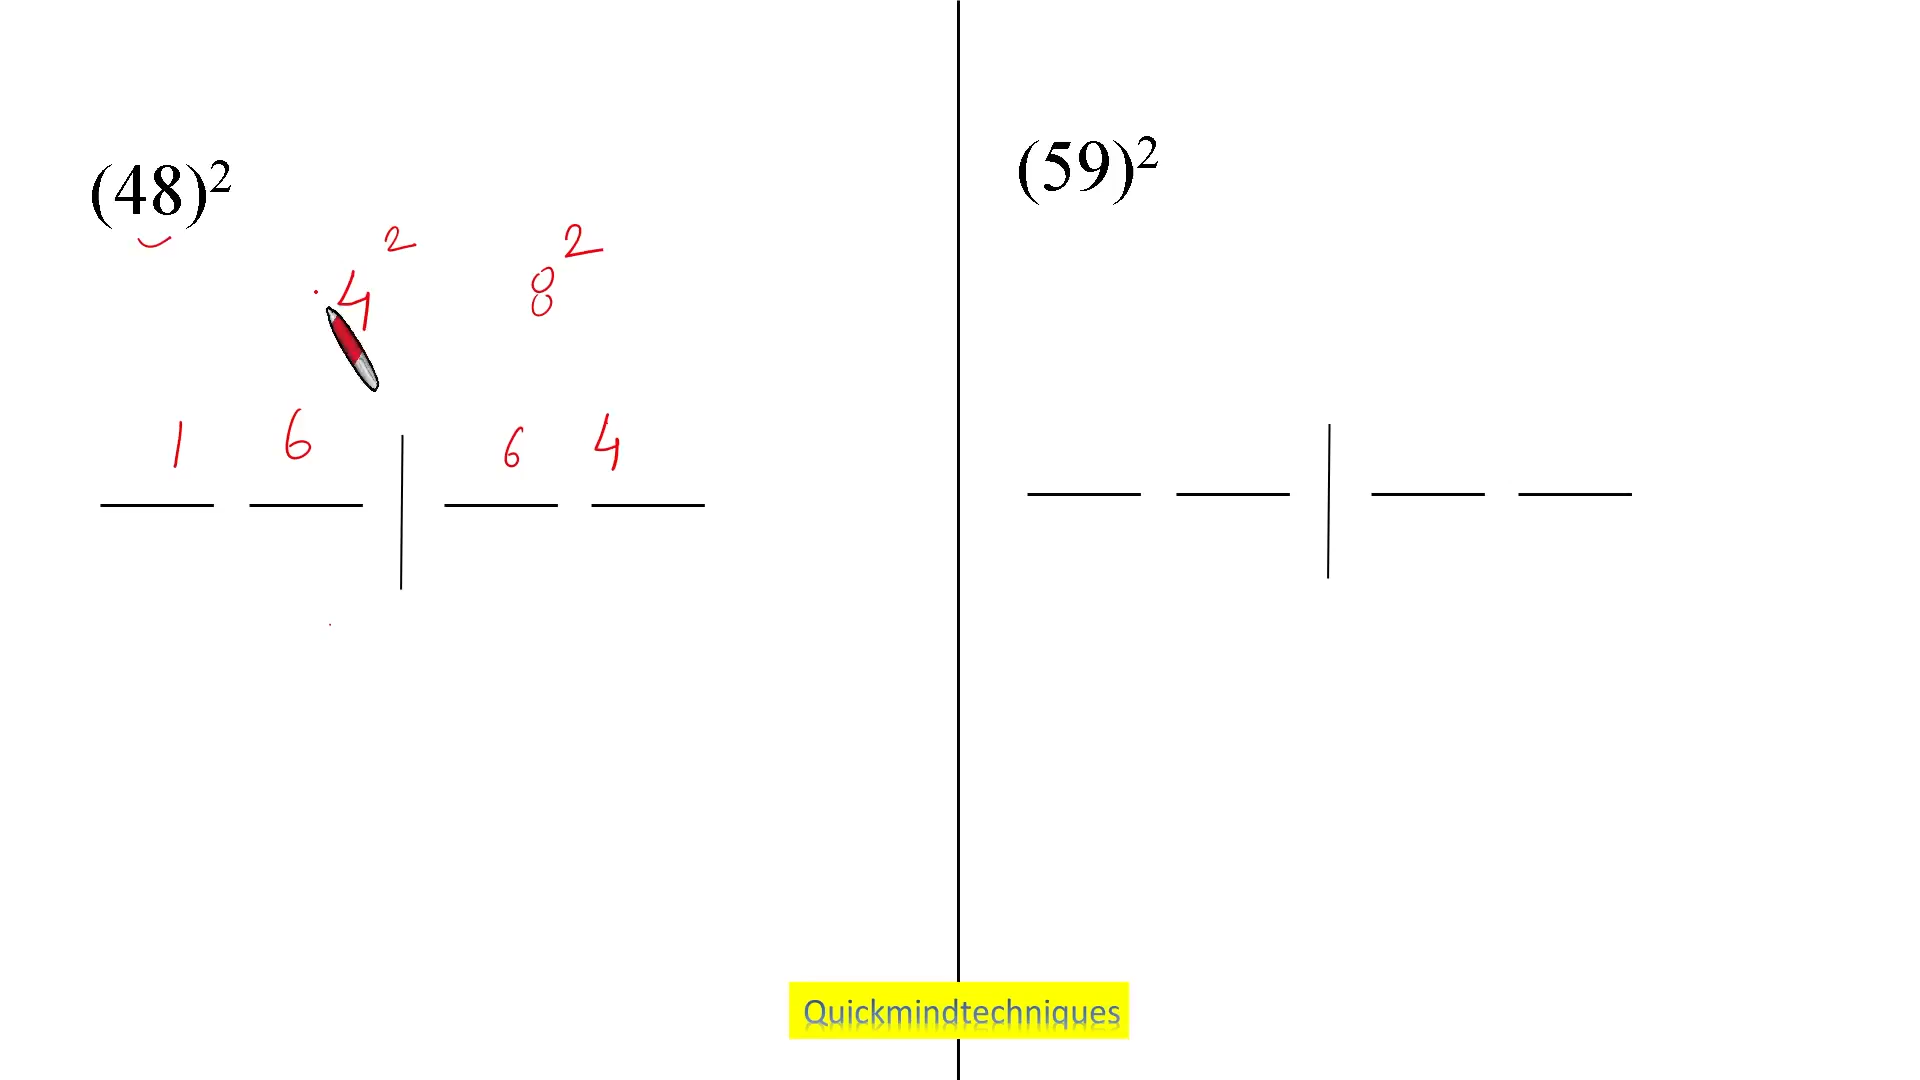 (48)²
4² 8²
1 6 | 6 4
(59)²
Quickmindtechniques